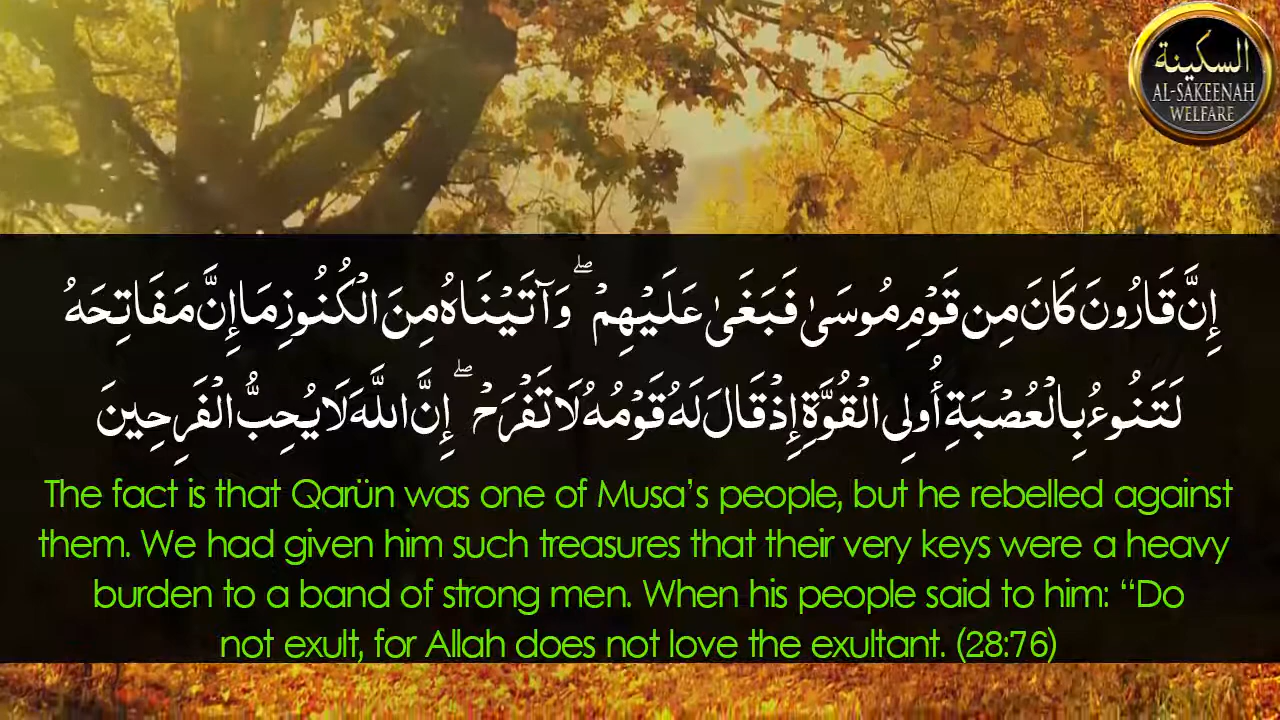 السكينة
AL-SAKEENAH
WELFARE
إِنَّ قَارُونَ كَانَ مِن قَوْمِ مُوسَىٰ فَبَغَىٰ عَلَيْهِمْ ۖ وَآتَيْنَاهُ مِنَ الْكُنُوزِ مَا إِنَّ مَفَاتِحَهُ
لَتَنُوءُ بِالْعُصْبَةِ أُولِي الْقُوَّةِ إِذْ قَالَ لَهُ قَوْمُهُ لَا تَفْرَحْ ۖ إِنَّ اللَّهَ لَا يُحِبُّ الْفَرِحِينَ
The fact is that Qarün was one of Musa’s people, but he rebelled against
them. We had given him such treasures that their very keys were a heavy
burden to a band of strong men. When his people said to him: “Do
not exult, for Allah does not love the exultant. (28:76)